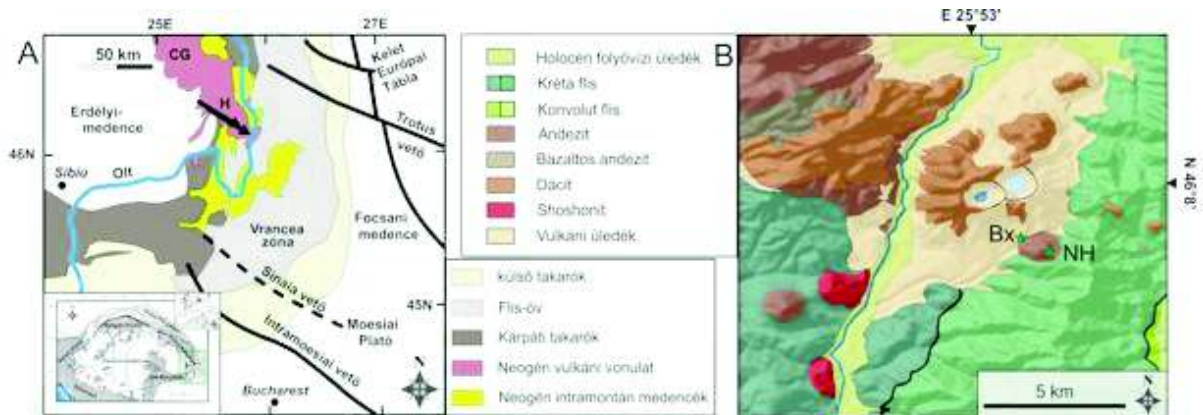 A
25E
27E
50 km
CG
H
Kelet
Európai
Tábla
Erdélyi-
medence
Trotus
vető
46N
Sibiu
Olt
Vrancea
zóna
Focsani
medence
Sinaia vető
45N
Moesiai
Plató
Intramoesiai vető
Bucharest
Holocén folyóvízi üledék
Kréta flis
Konvolut flis
Andezit
Bazaltos andezit
Dácit
Shoshonit
Vulkáni üledék
külső takarók
Flis-öv
Kárpáti takarók
Neogén vulkáni vonulat
Neogén intramontán medencék
E 25°53'
B
N 46°8'
Bx
NH
5 km